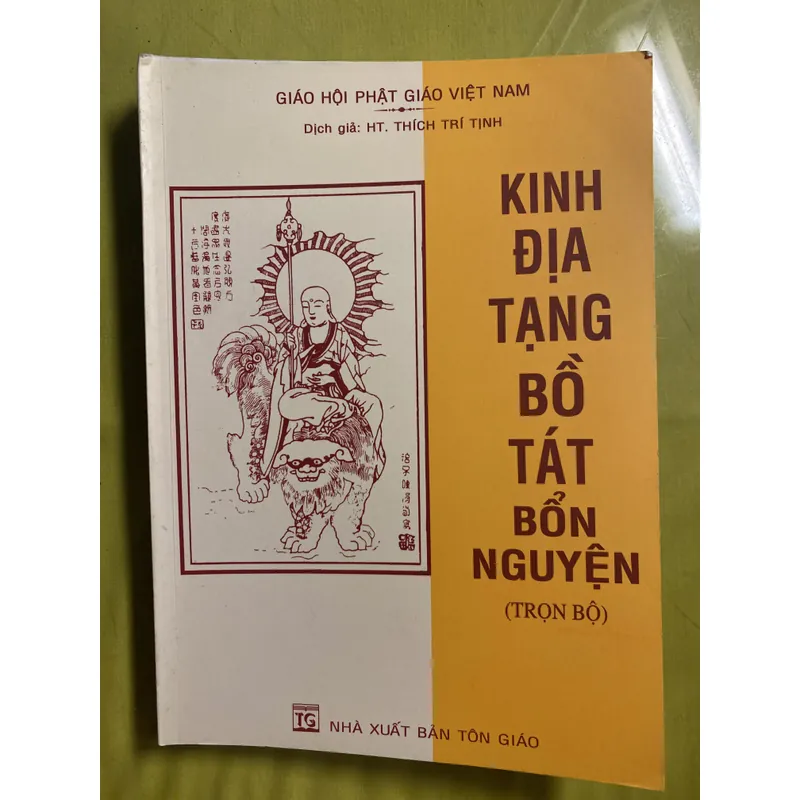 GIÁO HỘI PHẬT GIÁO VIỆT NAM
Dịch giả: HT. THÍCH TRÍ TỊNH
KINH
ĐỊA
TẠNG
BỒ
TÁT
BỔN
NGUYỆN
(TRỌN BỘ)
TG
NHÀ XUẤT BẢN TÔN GIÁO